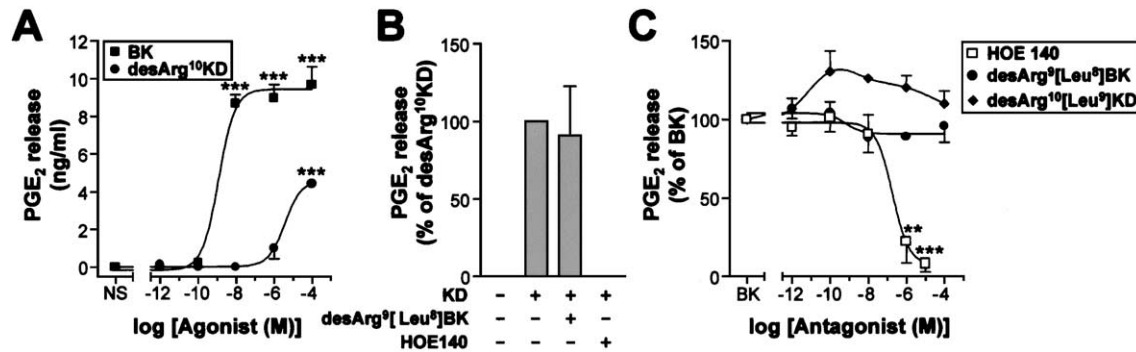 A
BK
desArg¹⁰KD
PGE₂ release
(ng/ml)
12
10
8
6
4
2
0
***
***
***
***
NS
-12
-10
-8
-6
-4
log [Agonist (M)]
B
PGE₂ release
(% of desArg¹⁰KD)
150
100
50
0
KD – + + +
desArg⁹[ Leu⁸]BK – – + –
HOE140 – – – +
C
HOE 140
desArg⁹[Leu⁸]BK
desArg¹⁰[Leu⁹]KD
PGE₂ release
(% of BK)
150
100
50
0
**
***
BK
-12
-10
-8
-6
-4
log [Antagonist (M)]